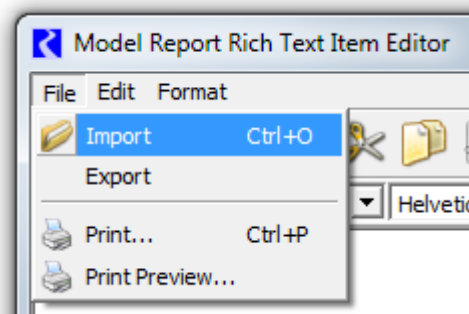 Model Report Rich Text Item Editor
File Edit Format
Import Ctrl+O
Export
Print... Ctrl+P
Print Preview...